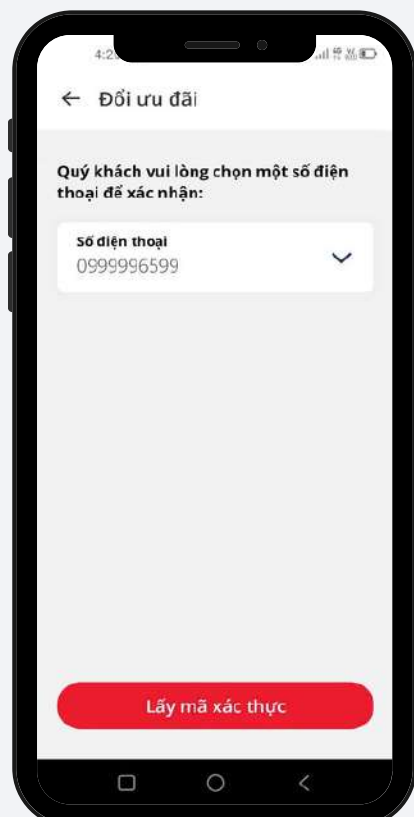 Đổi ưu đãi
Quý khách vui lòng chọn một số điện
thoại để xác nhận:
Số điện thoại
0999996599
Lấy mã xác thực